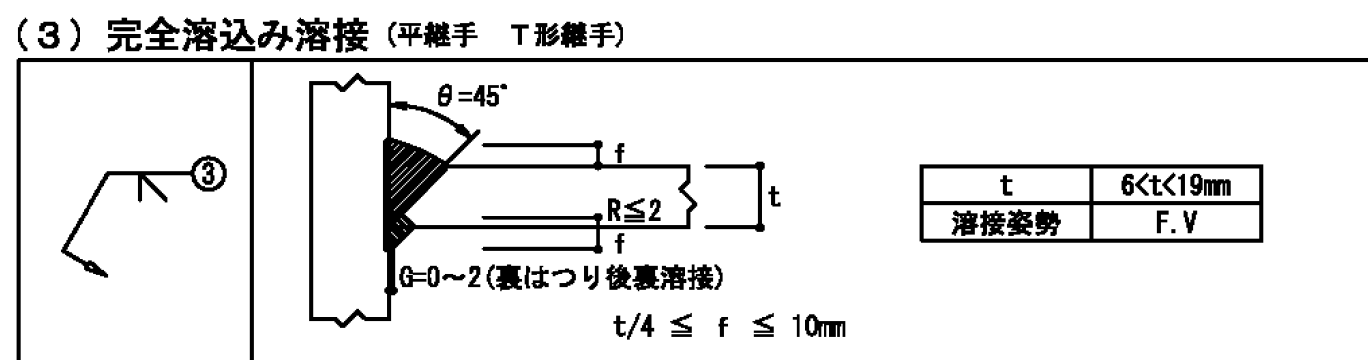 (3) 完全溶込み溶接 (平継手 T形継手)
θ=45°
f
③
t
6<t<19mm
R≦2
t
溶接姿勢
F.V
f
G=0~2(裏はつり後裏溶接)
t/4 ≦ f ≦ 10mm